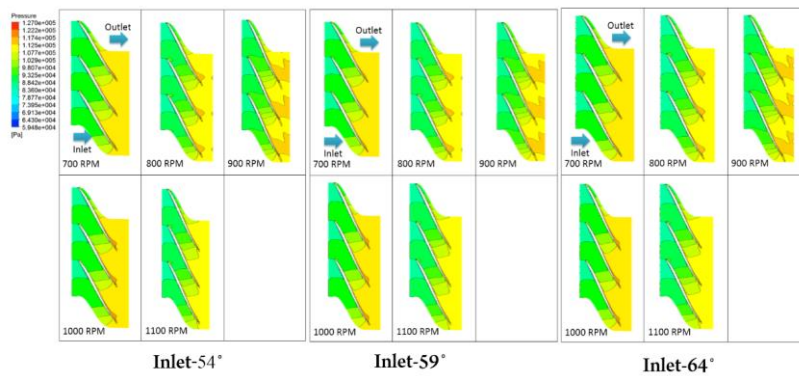 Pressure
1.270e+005
1.222e+005
1.174e+005
1.125e+005
1.077e+005
1.029e+005
9.807e+004
9.325e+004
8.842e+004
8.360e+004
7.877e+004
7.395e+004
6.913e+004
6.430e+004
5.948e+004
[Pa]
Outlet
Inlet
700 RPM
800 RPM
900 RPM
1000 RPM
1100 RPM
Inlet-54°
Outlet
Inlet
700 RPM
800 RPM
900 RPM
1000 RPM
1100 RPM
Inlet-59°
Outlet
Inlet
700 RPM
800 RPM
900 RPM
1000 RPM
1100 RPM
Inlet-64°